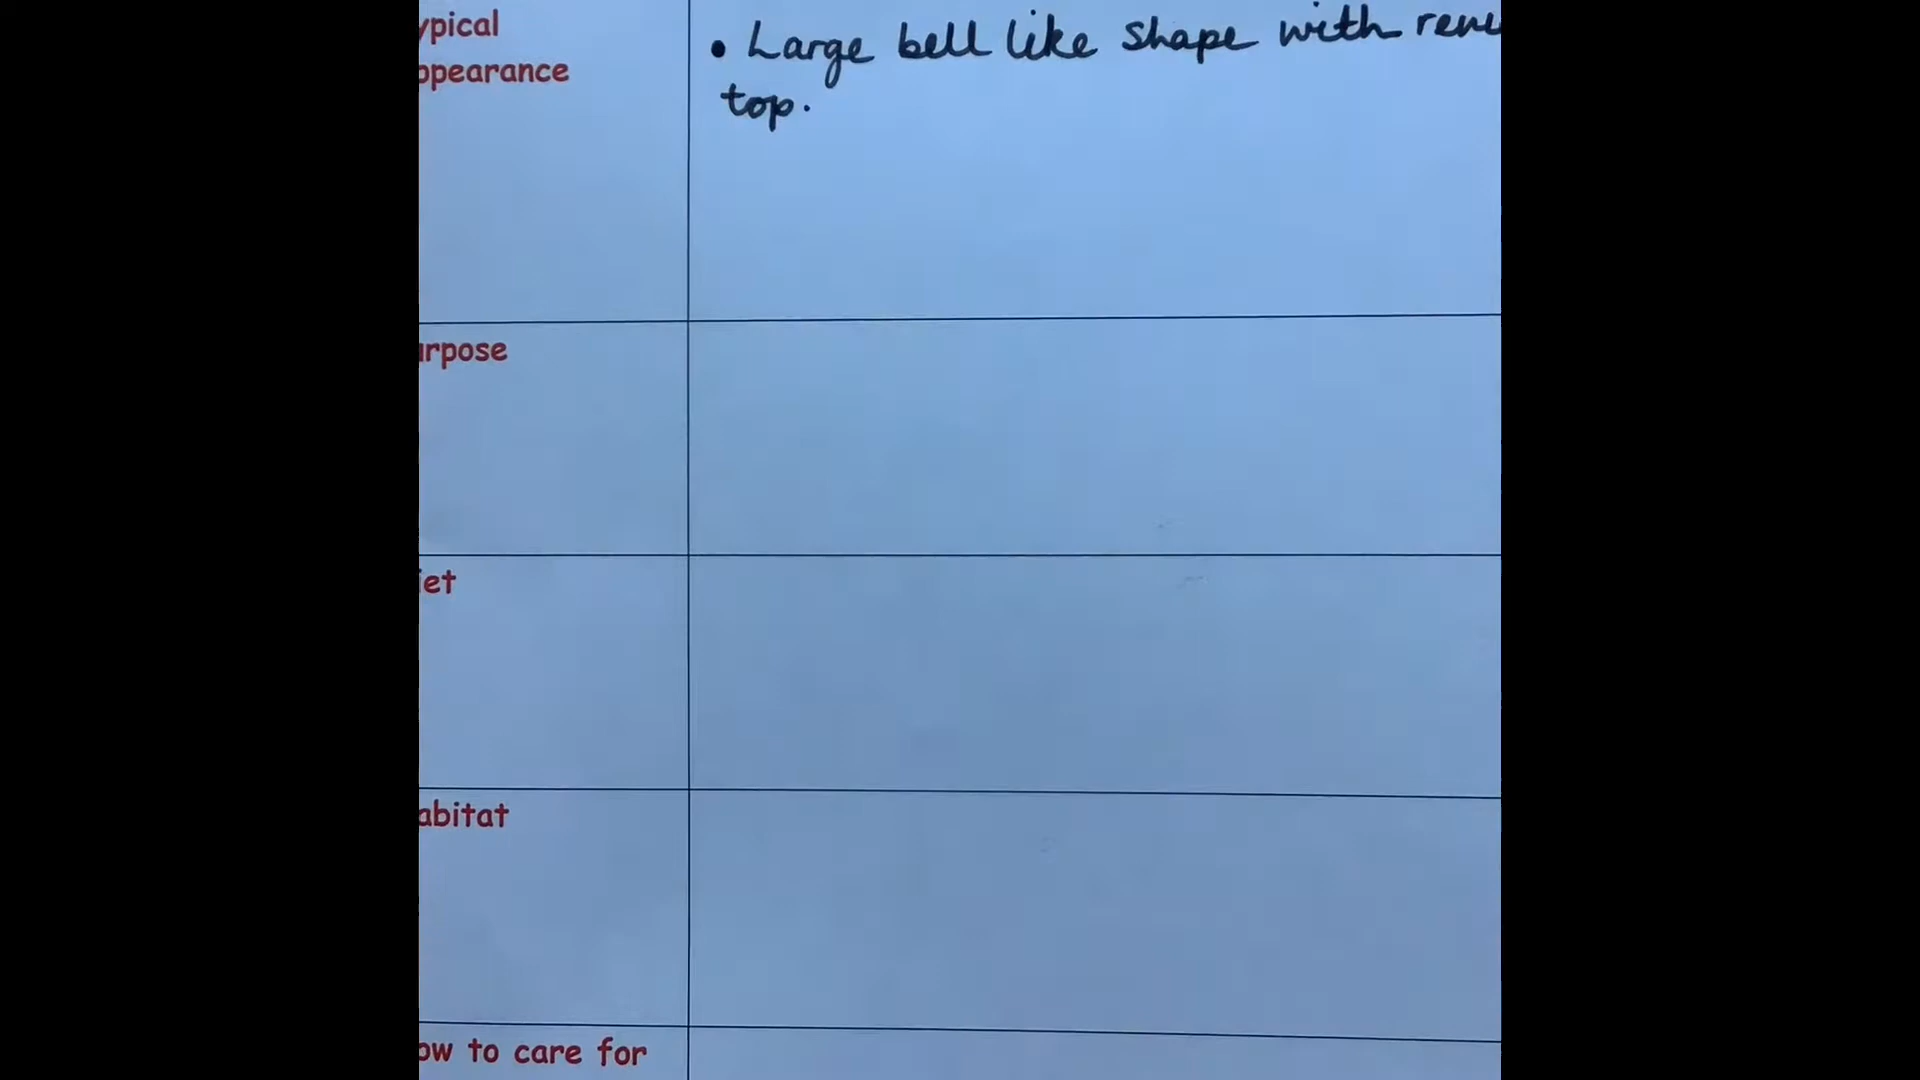 ypical
ppearance
• Large bell like shape with
top.
rpose
iet
abitat
ow to care for